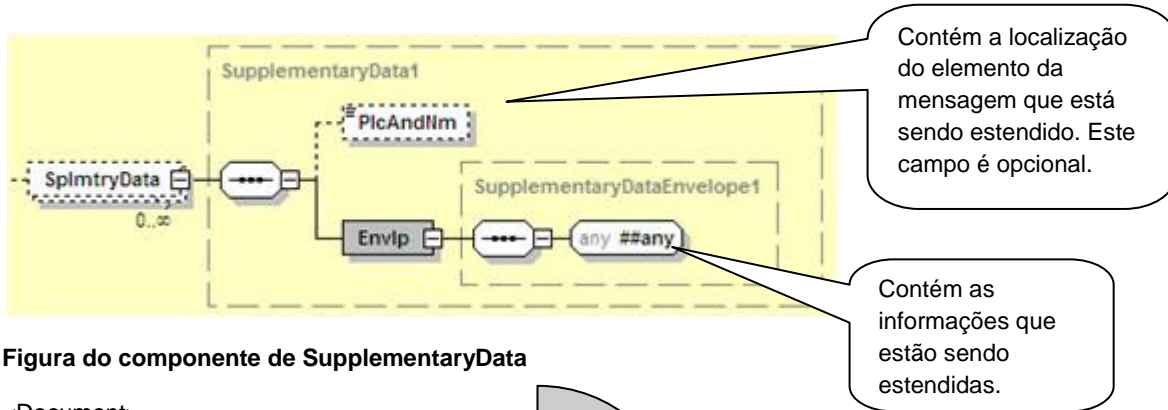 Contém a localização
do elemento da
mensagem que está
sendo estendido. Este
campo é opcional.
SupplementaryData1
PlcAndNm
SplmtryData
0..∞
SupplementaryDataEnvelope1
Envlp
any ##any
Contém as
informações que
estão sendo
estendidas.
Figura do componente de SupplementaryData
<Document>